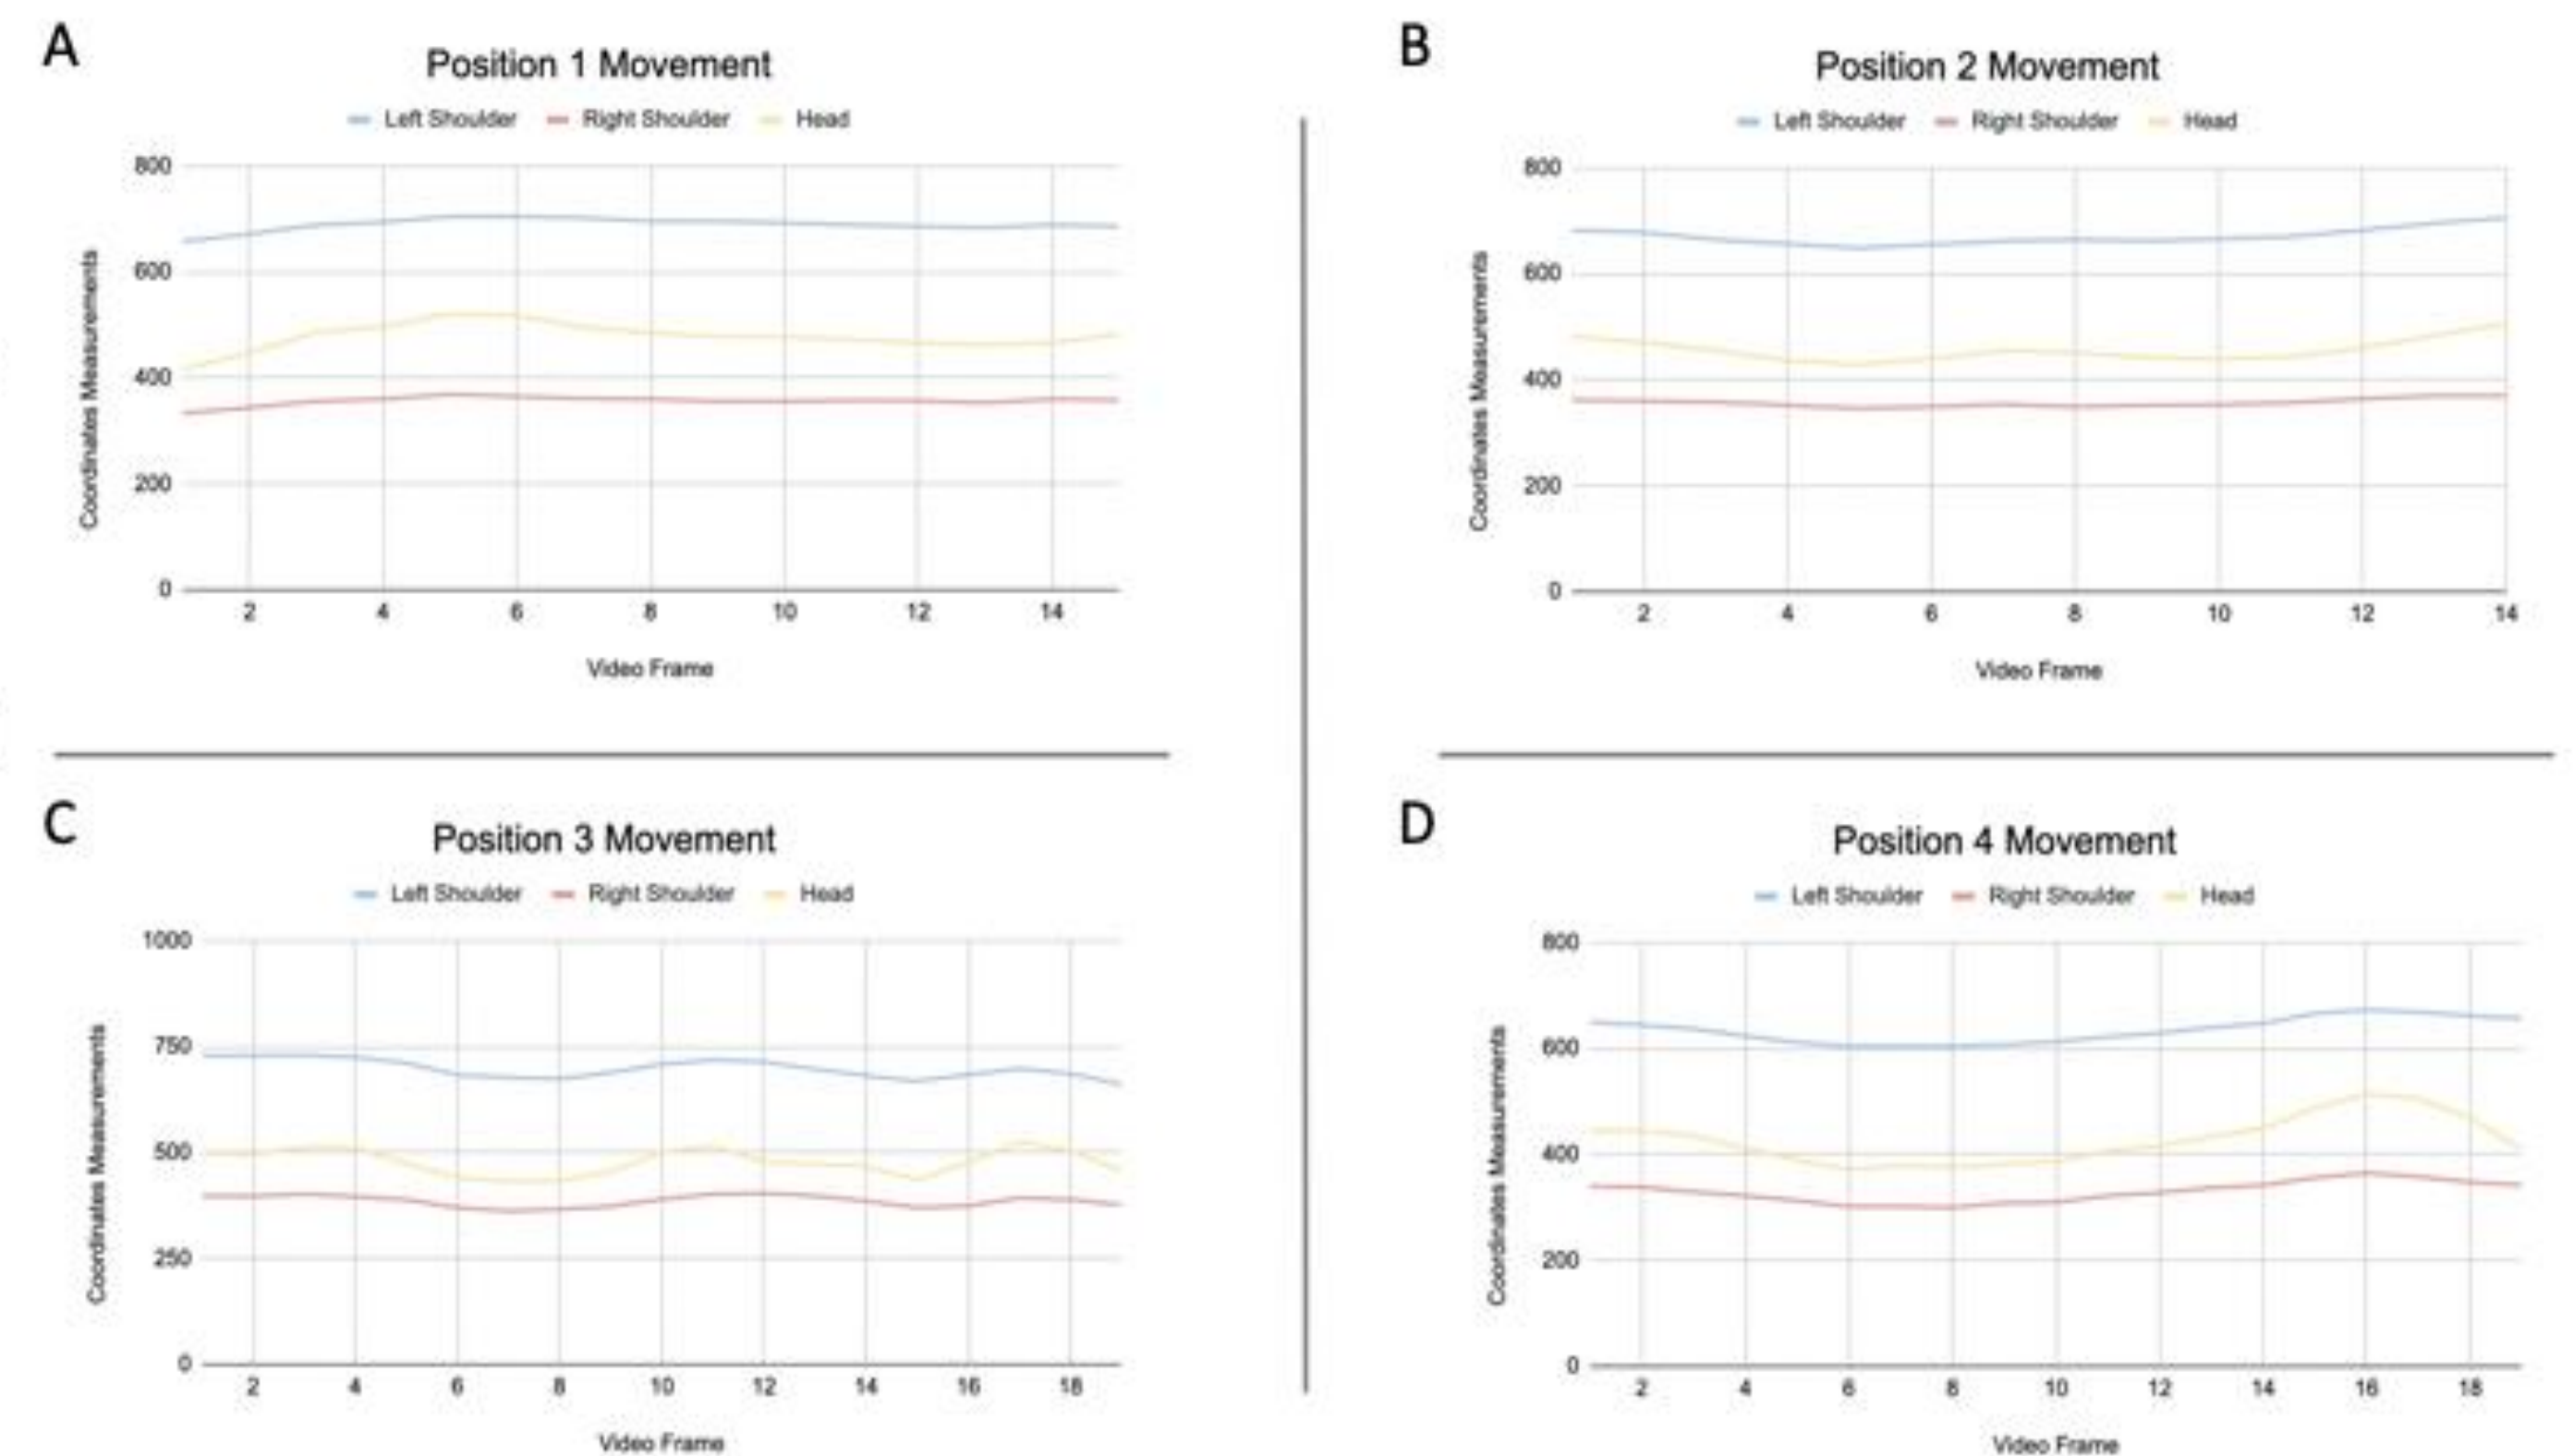 A
Position 1 Movement
Left Shoulder Right Shoulder Head
800
600
400
200
0
Coordinates Measurements
2 4 6 8 10 12 14
Video Frame
B
Position 2 Movement
Left Shoulder Right Shoulder Head
800
600
400
200
0
Coordinates Measurements
2 4 6 8 10 12 14
Video Frame
C
Position 3 Movement
Left Shoulder Right Shoulder Head
1000
750
500
250
0
Coordinates Measurements
2 4 6 8 10 12 14 16 18
Video Frame
D
Position 4 Movement
Left Shoulder Right Shoulder Head
800
600
400
200
0
Coordinates Measurements
2 4 6 8 10 12 14 16 18
Video Frame